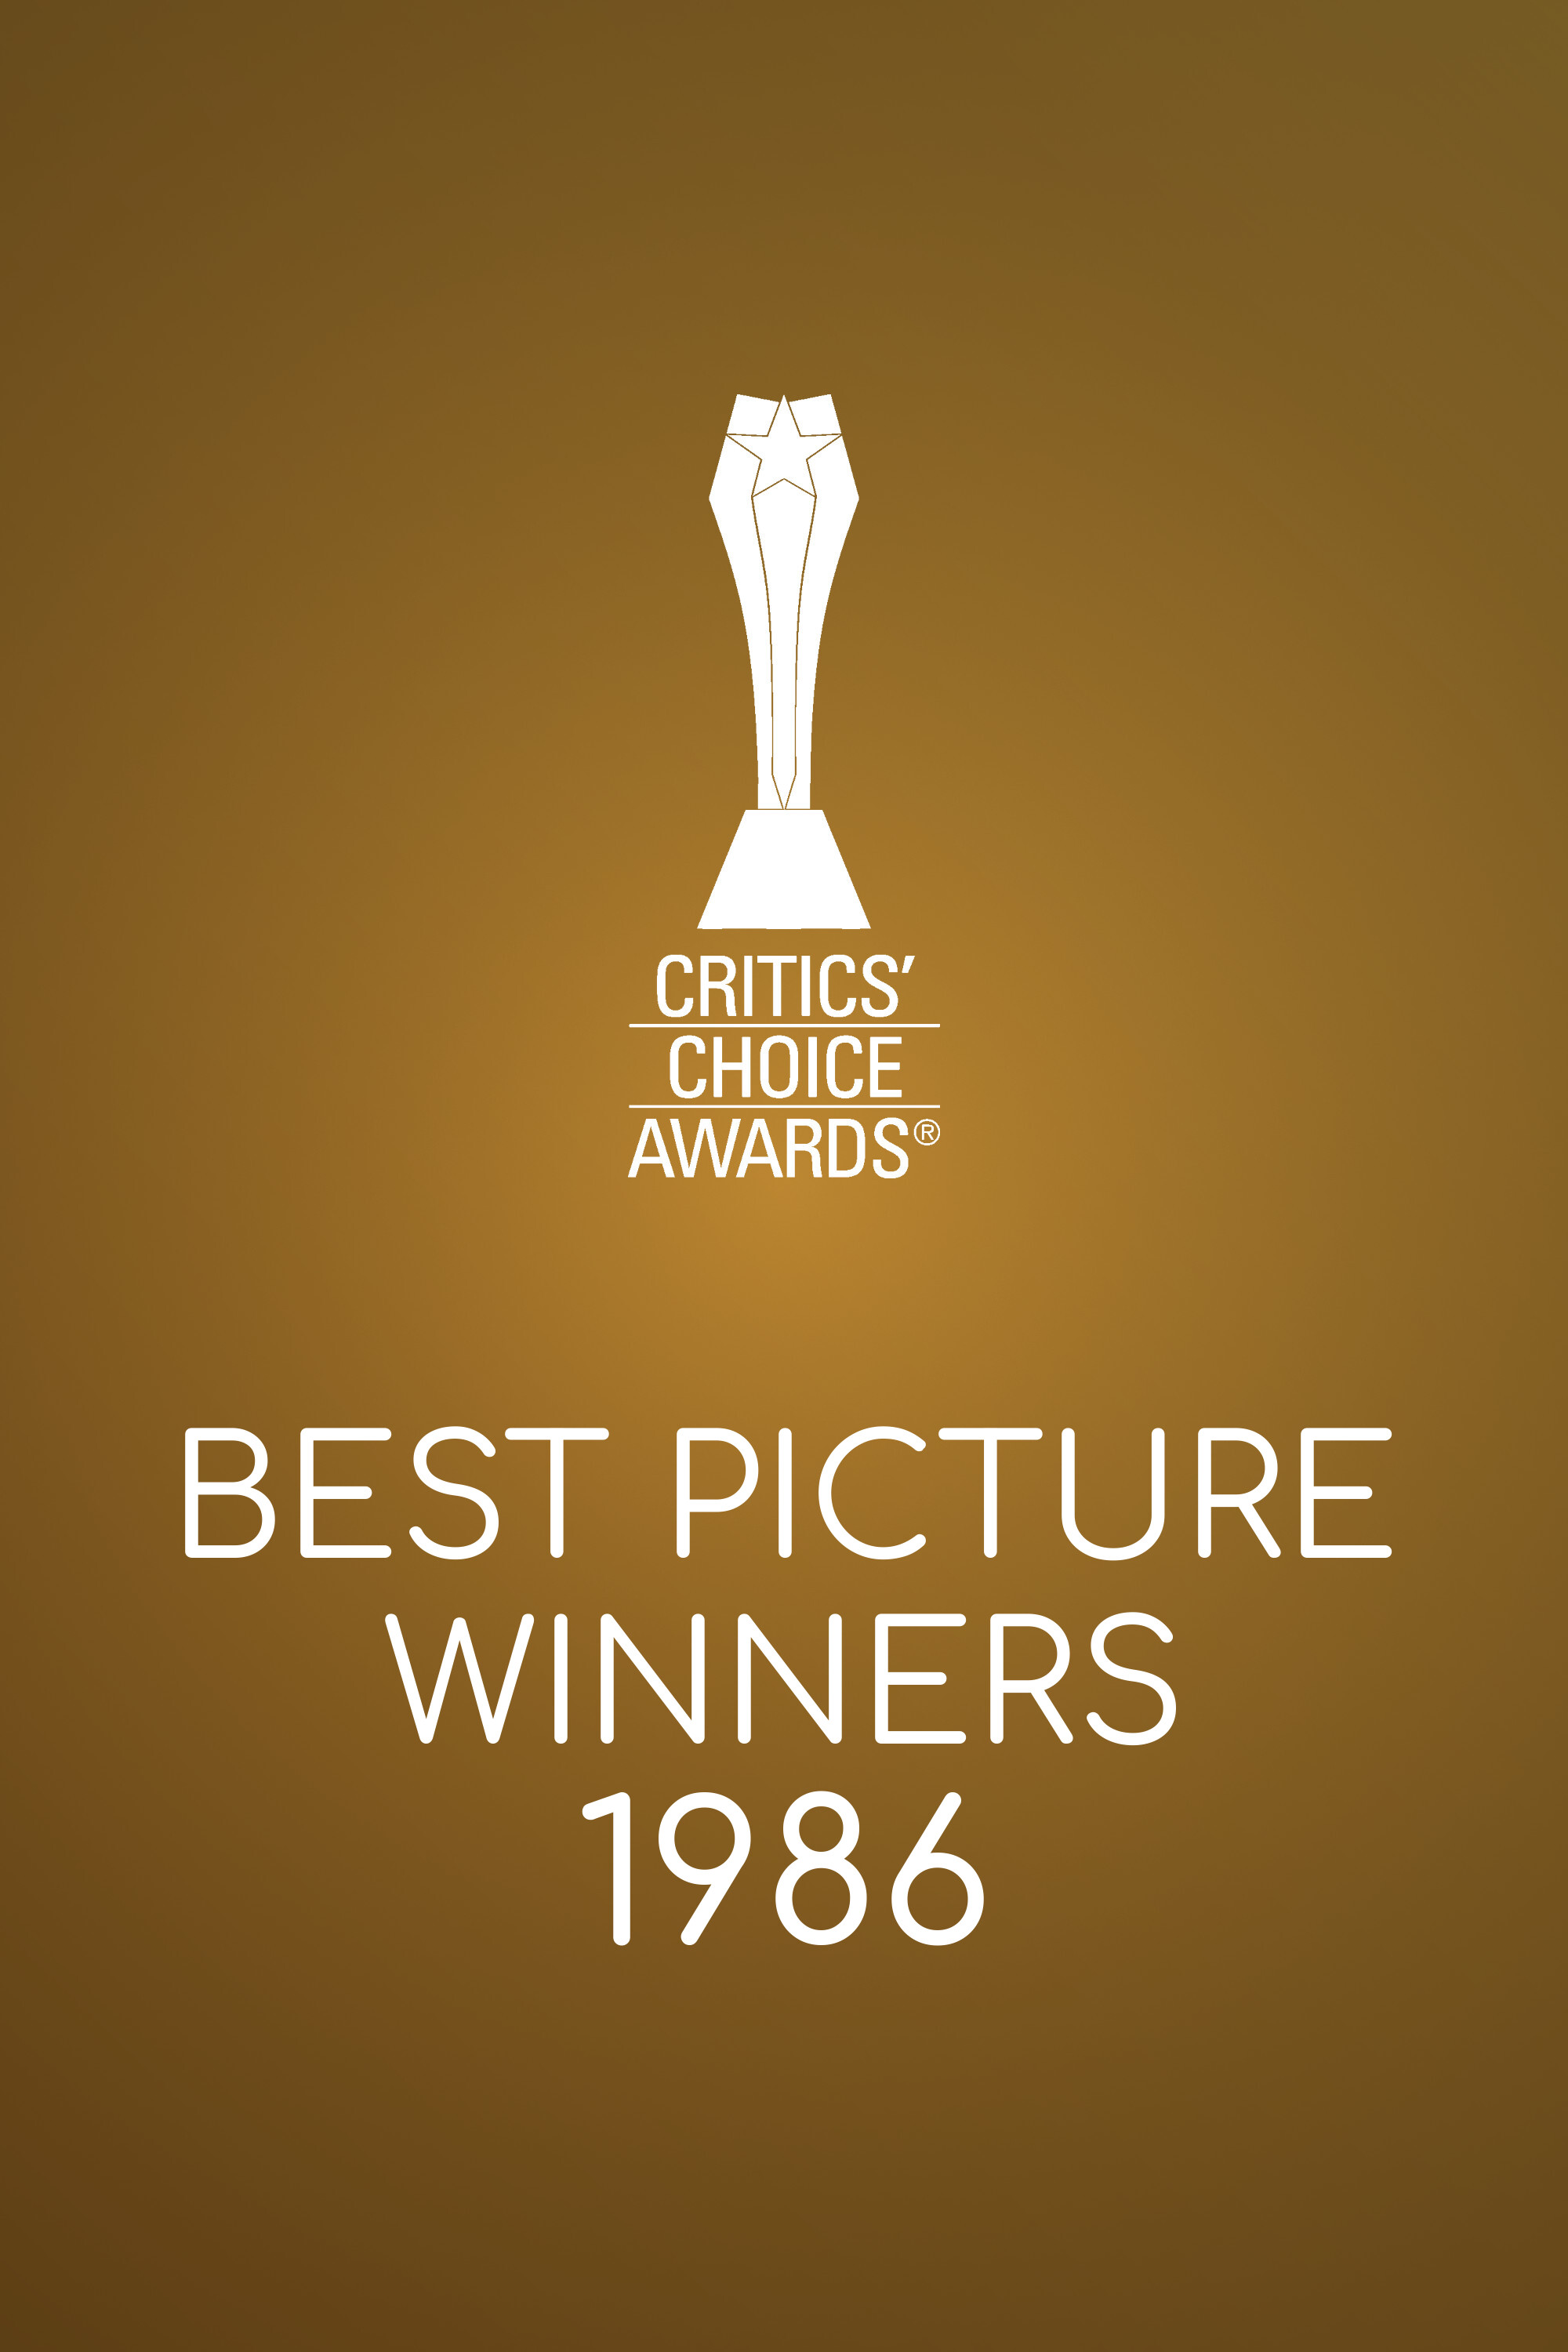 CRITICS'
CHOICE
AWARDS®
BEST PICTURE
WINNERS
1986